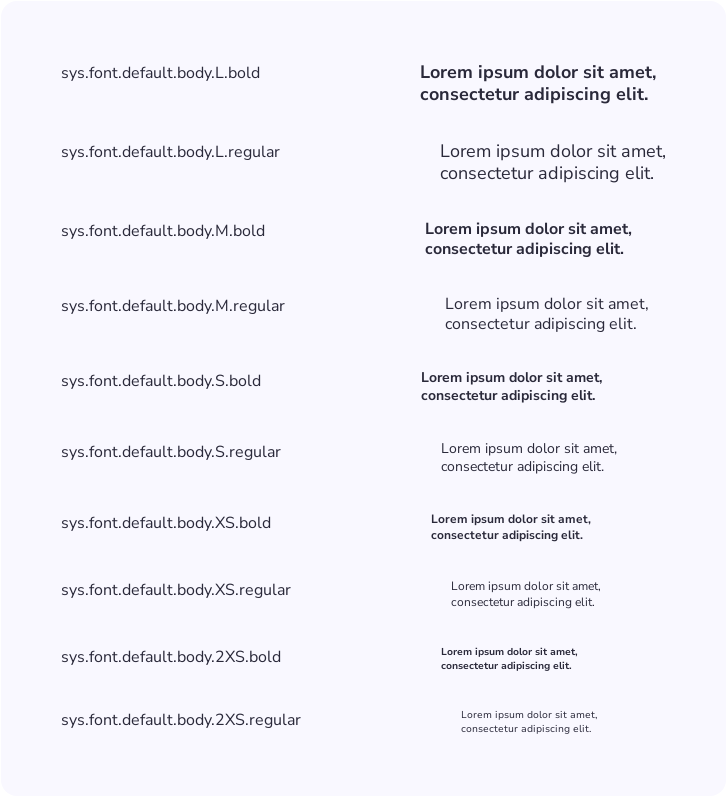 sys.font.default.body.L.bold
Lorem ipsum dolor sit amet,
consectetur adipiscing elit.
sys.font.default.body.L.regular
Lorem ipsum dolor sit amet,
consectetur adipiscing elit.
sys.font.default.body.M.bold
Lorem ipsum dolor sit amet,
consectetur adipiscing elit.
sys.font.default.body.M.regular
Lorem ipsum dolor sit amet,
consectetur adipiscing elit.
sys.font.default.body.S.bold
Lorem ipsum dolor sit amet,
consectetur adipiscing elit.
sys.font.default.body.S.regular
Lorem ipsum dolor sit amet,
consectetur adipiscing elit.
sys.font.default.body.XS.bold
Lorem ipsum dolor sit amet,
consectetur adipiscing elit.
sys.font.default.body.XS.regular
Lorem ipsum dolor sit amet,
consectetur adipiscing elit.
sys.font.default.body.2XS.bold
Lorem ipsum dolor sit amet,
consectetur adipiscing elit.
sys.font.default.body.2XS.regular
Lorem ipsum dolor sit amet,
consectetur adipiscing elit.